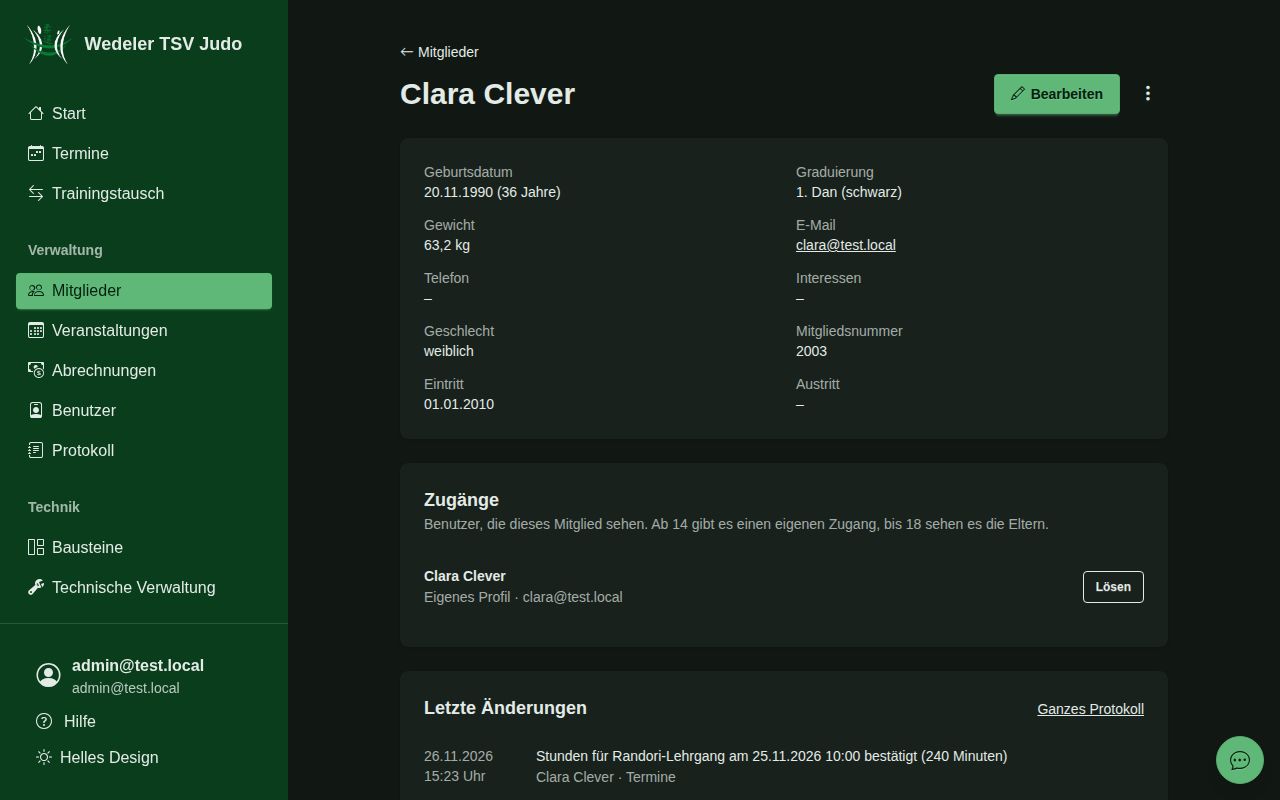 Wedeler TSV Judo
Start
Termine
Trainingstausch
Verwaltung
Mitglieder
Veranstaltungen
Abrechnungen
Benutzer
Protokoll
Technik
Bausteine
Technische Verwaltung
admin@test.local
admin@test.local
Hilfe
Helles Design
← Mitglieder
Clara Clever
Bearbeiten
Geburtsdatum
20.11.1990 (36 Jahre)
Graduierung
1. Dan (schwarz)
Gewicht
63,2 kg
E-Mail
clara@test.local
Telefon
–
Interessen
–
Geschlecht
weiblich
Mitgliedsnummer
2003
Eintritt
01.01.2010
Austritt
–
Zugänge
Benutzer, die dieses Mitglied sehen. Ab 14 gibt es einen eigenen Zugang, bis 18 sehen es die Eltern.
Clara Clever
Eigenes Profil · clara@test.local
Lösen
Letzte Änderungen
Ganzes Protokoll
26.11.2026
15:23 Uhr
Stunden für Randori-Lehrgang am 25.11.2026 10:00 bestätigt (240 Minuten)
Clara Clever · Termine